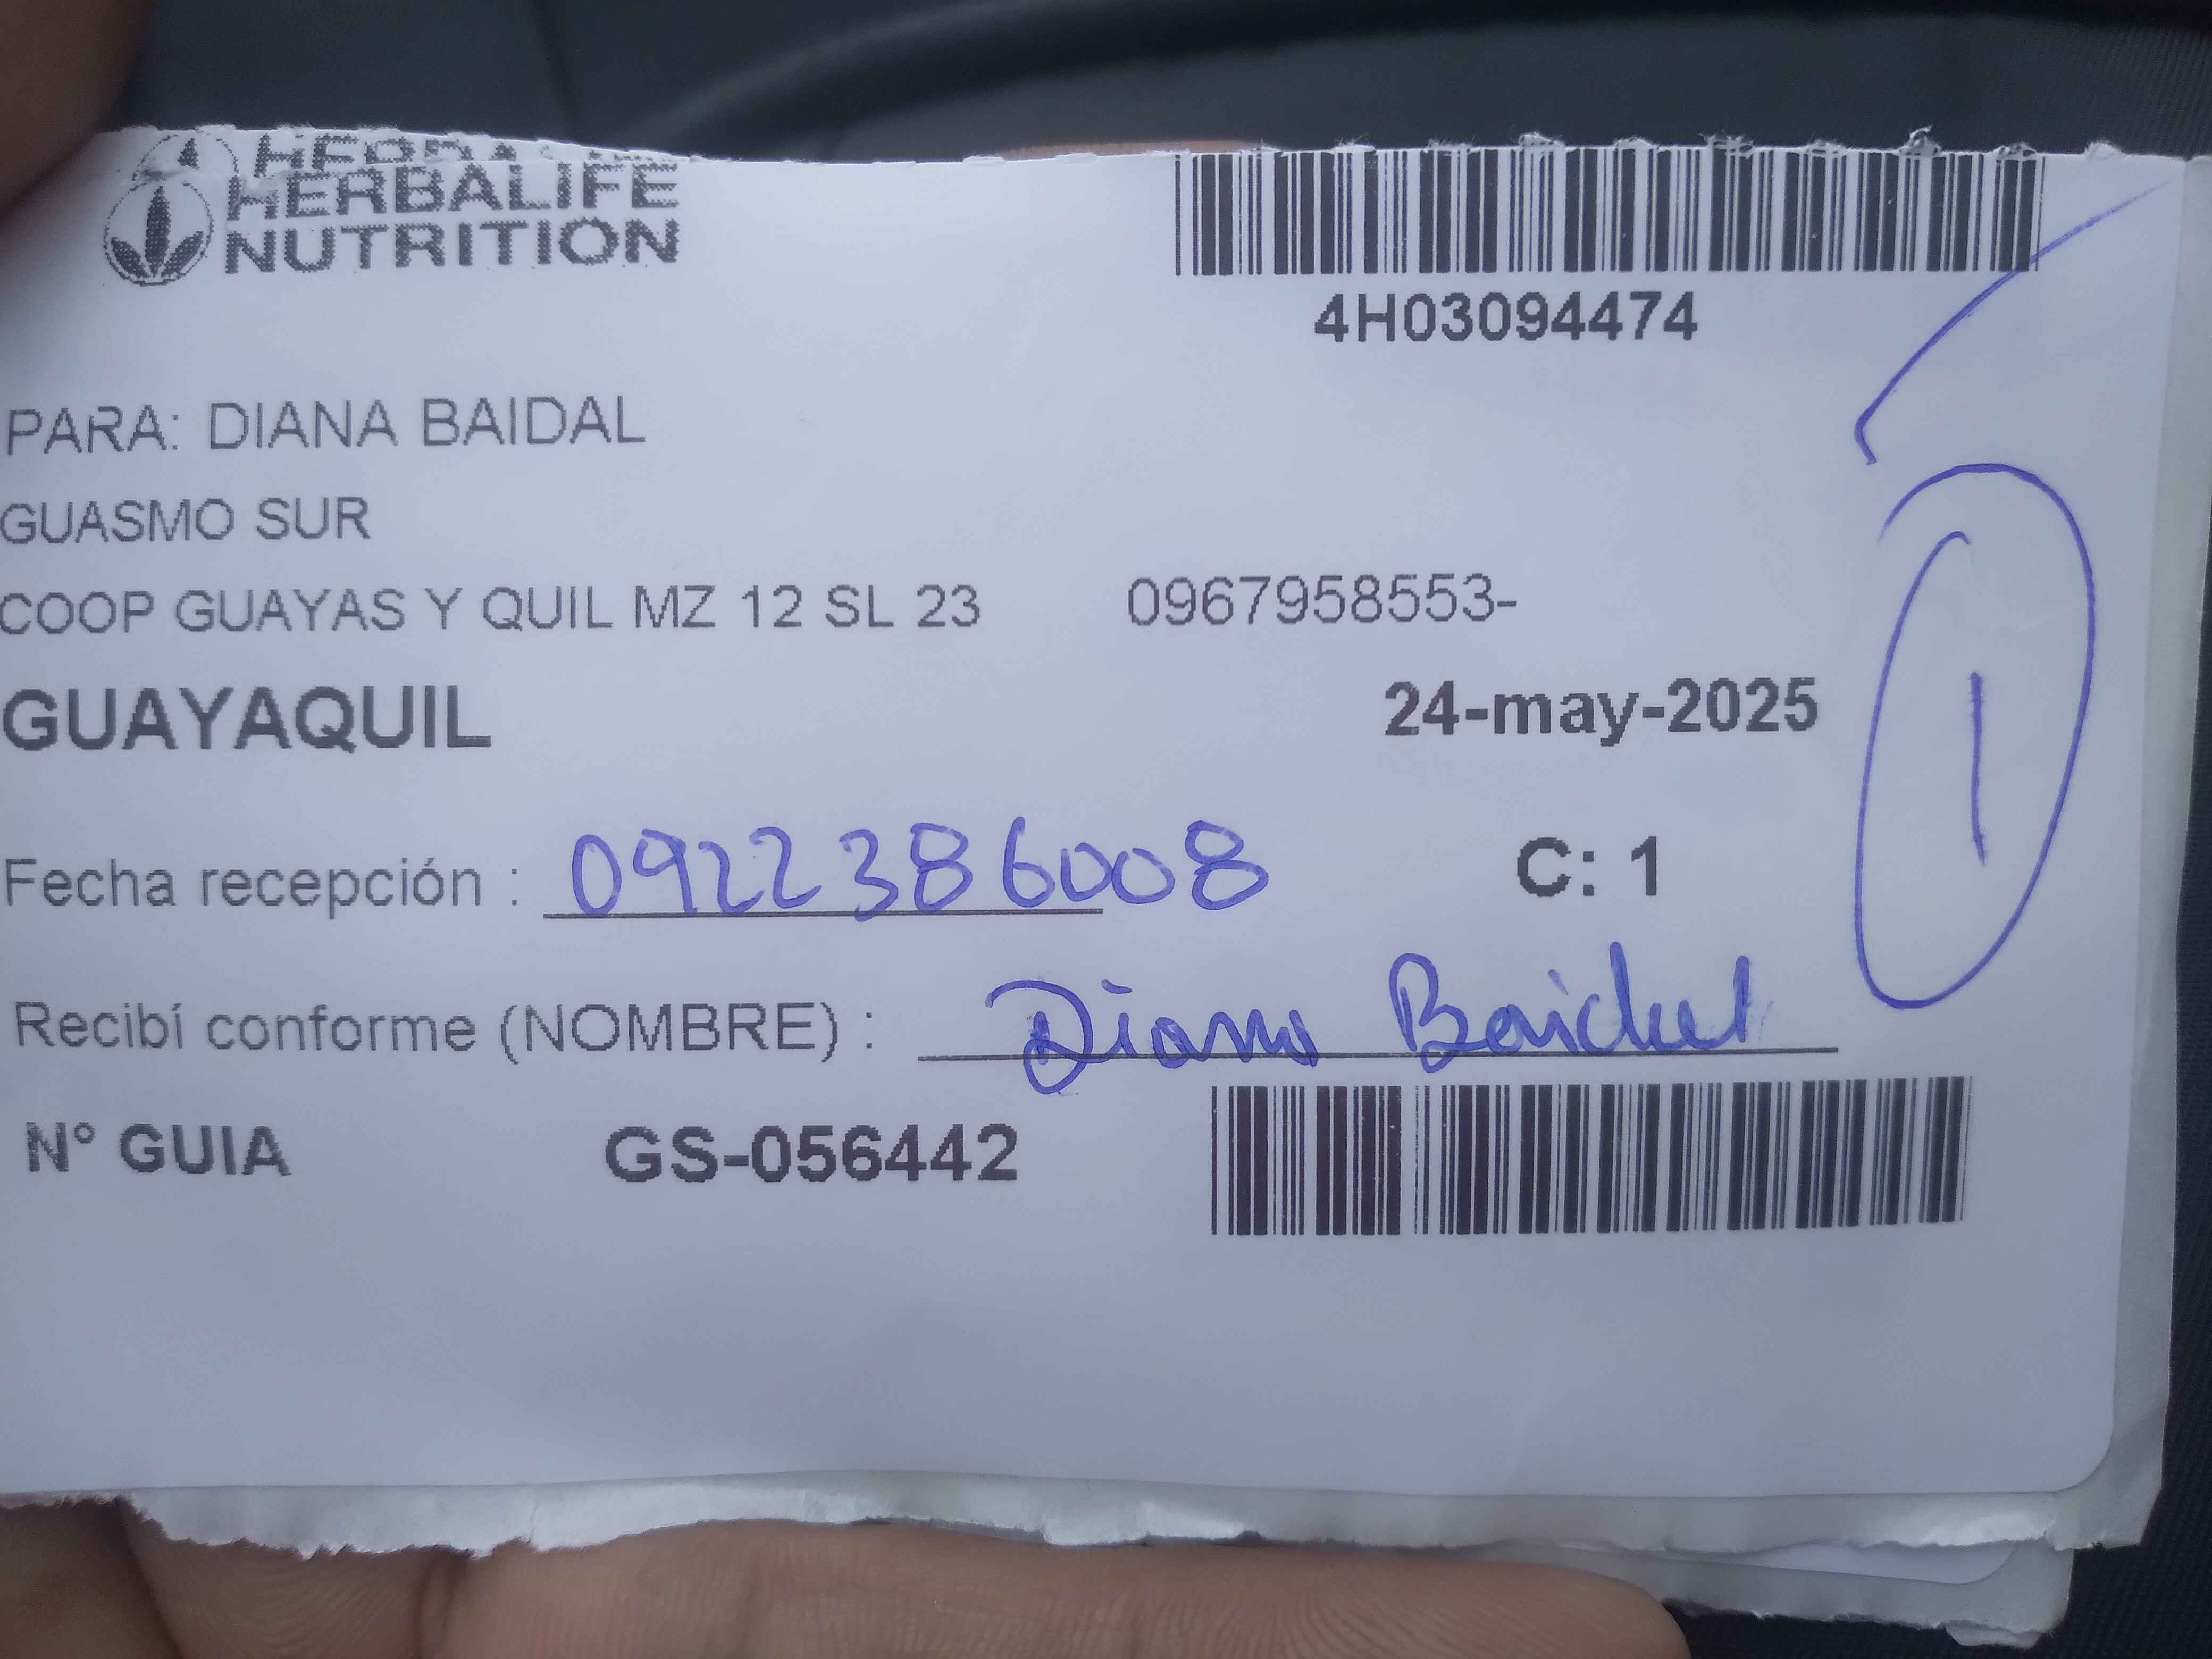 HERBALIFE
NUTRITION
4H03094474
PARA: DIANA BAIDAL
GUASMO SUR
COOP GUAYAS Y QUIL MZ 12 SL 23 0967958553-
GUAYAQUIL 24-may-2025
Fecha recepción : 0922386008 C: 1
1
Recibí conforme (NOMBRE) : Diana Baidal
N° GUIA GS-056442